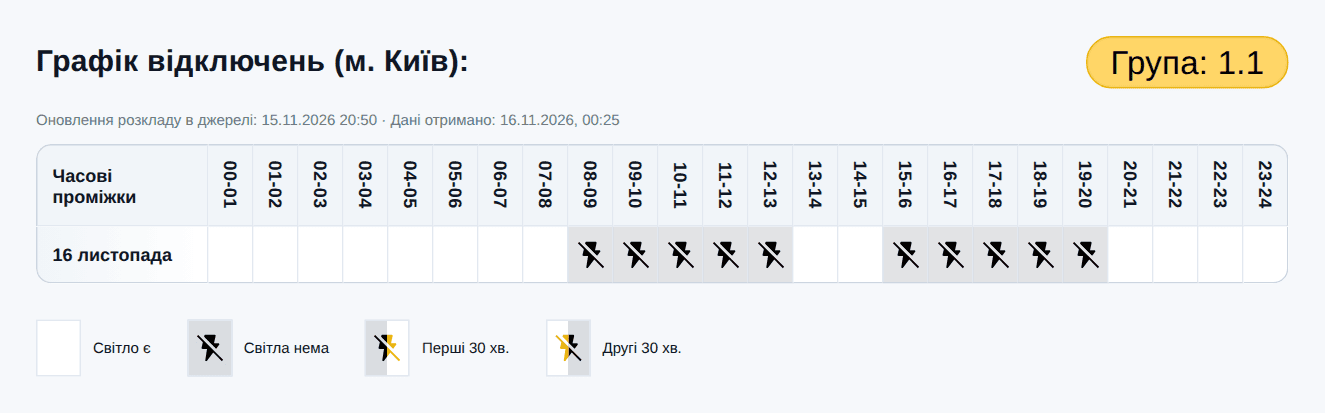 Графік відключень (м. Київ):
Група: 1.1
Оновлення розкладу в джерелі: 15.11.2026 20:50 · Дані отримано: 16.11.2026, 00:25
Часові
проміжки
00-01
01-02
02-03
03-04
04-05
05-06
06-07
07-08
08-09
09-10
10-11
11-12
12-13
13-14
14-15
15-16
16-17
17-18
18-19
19-20
20-21
21-22
22-23
23-24
16 листопада
Світло є
Світла нема
Перші 30 хв.
Другі 30 хв.